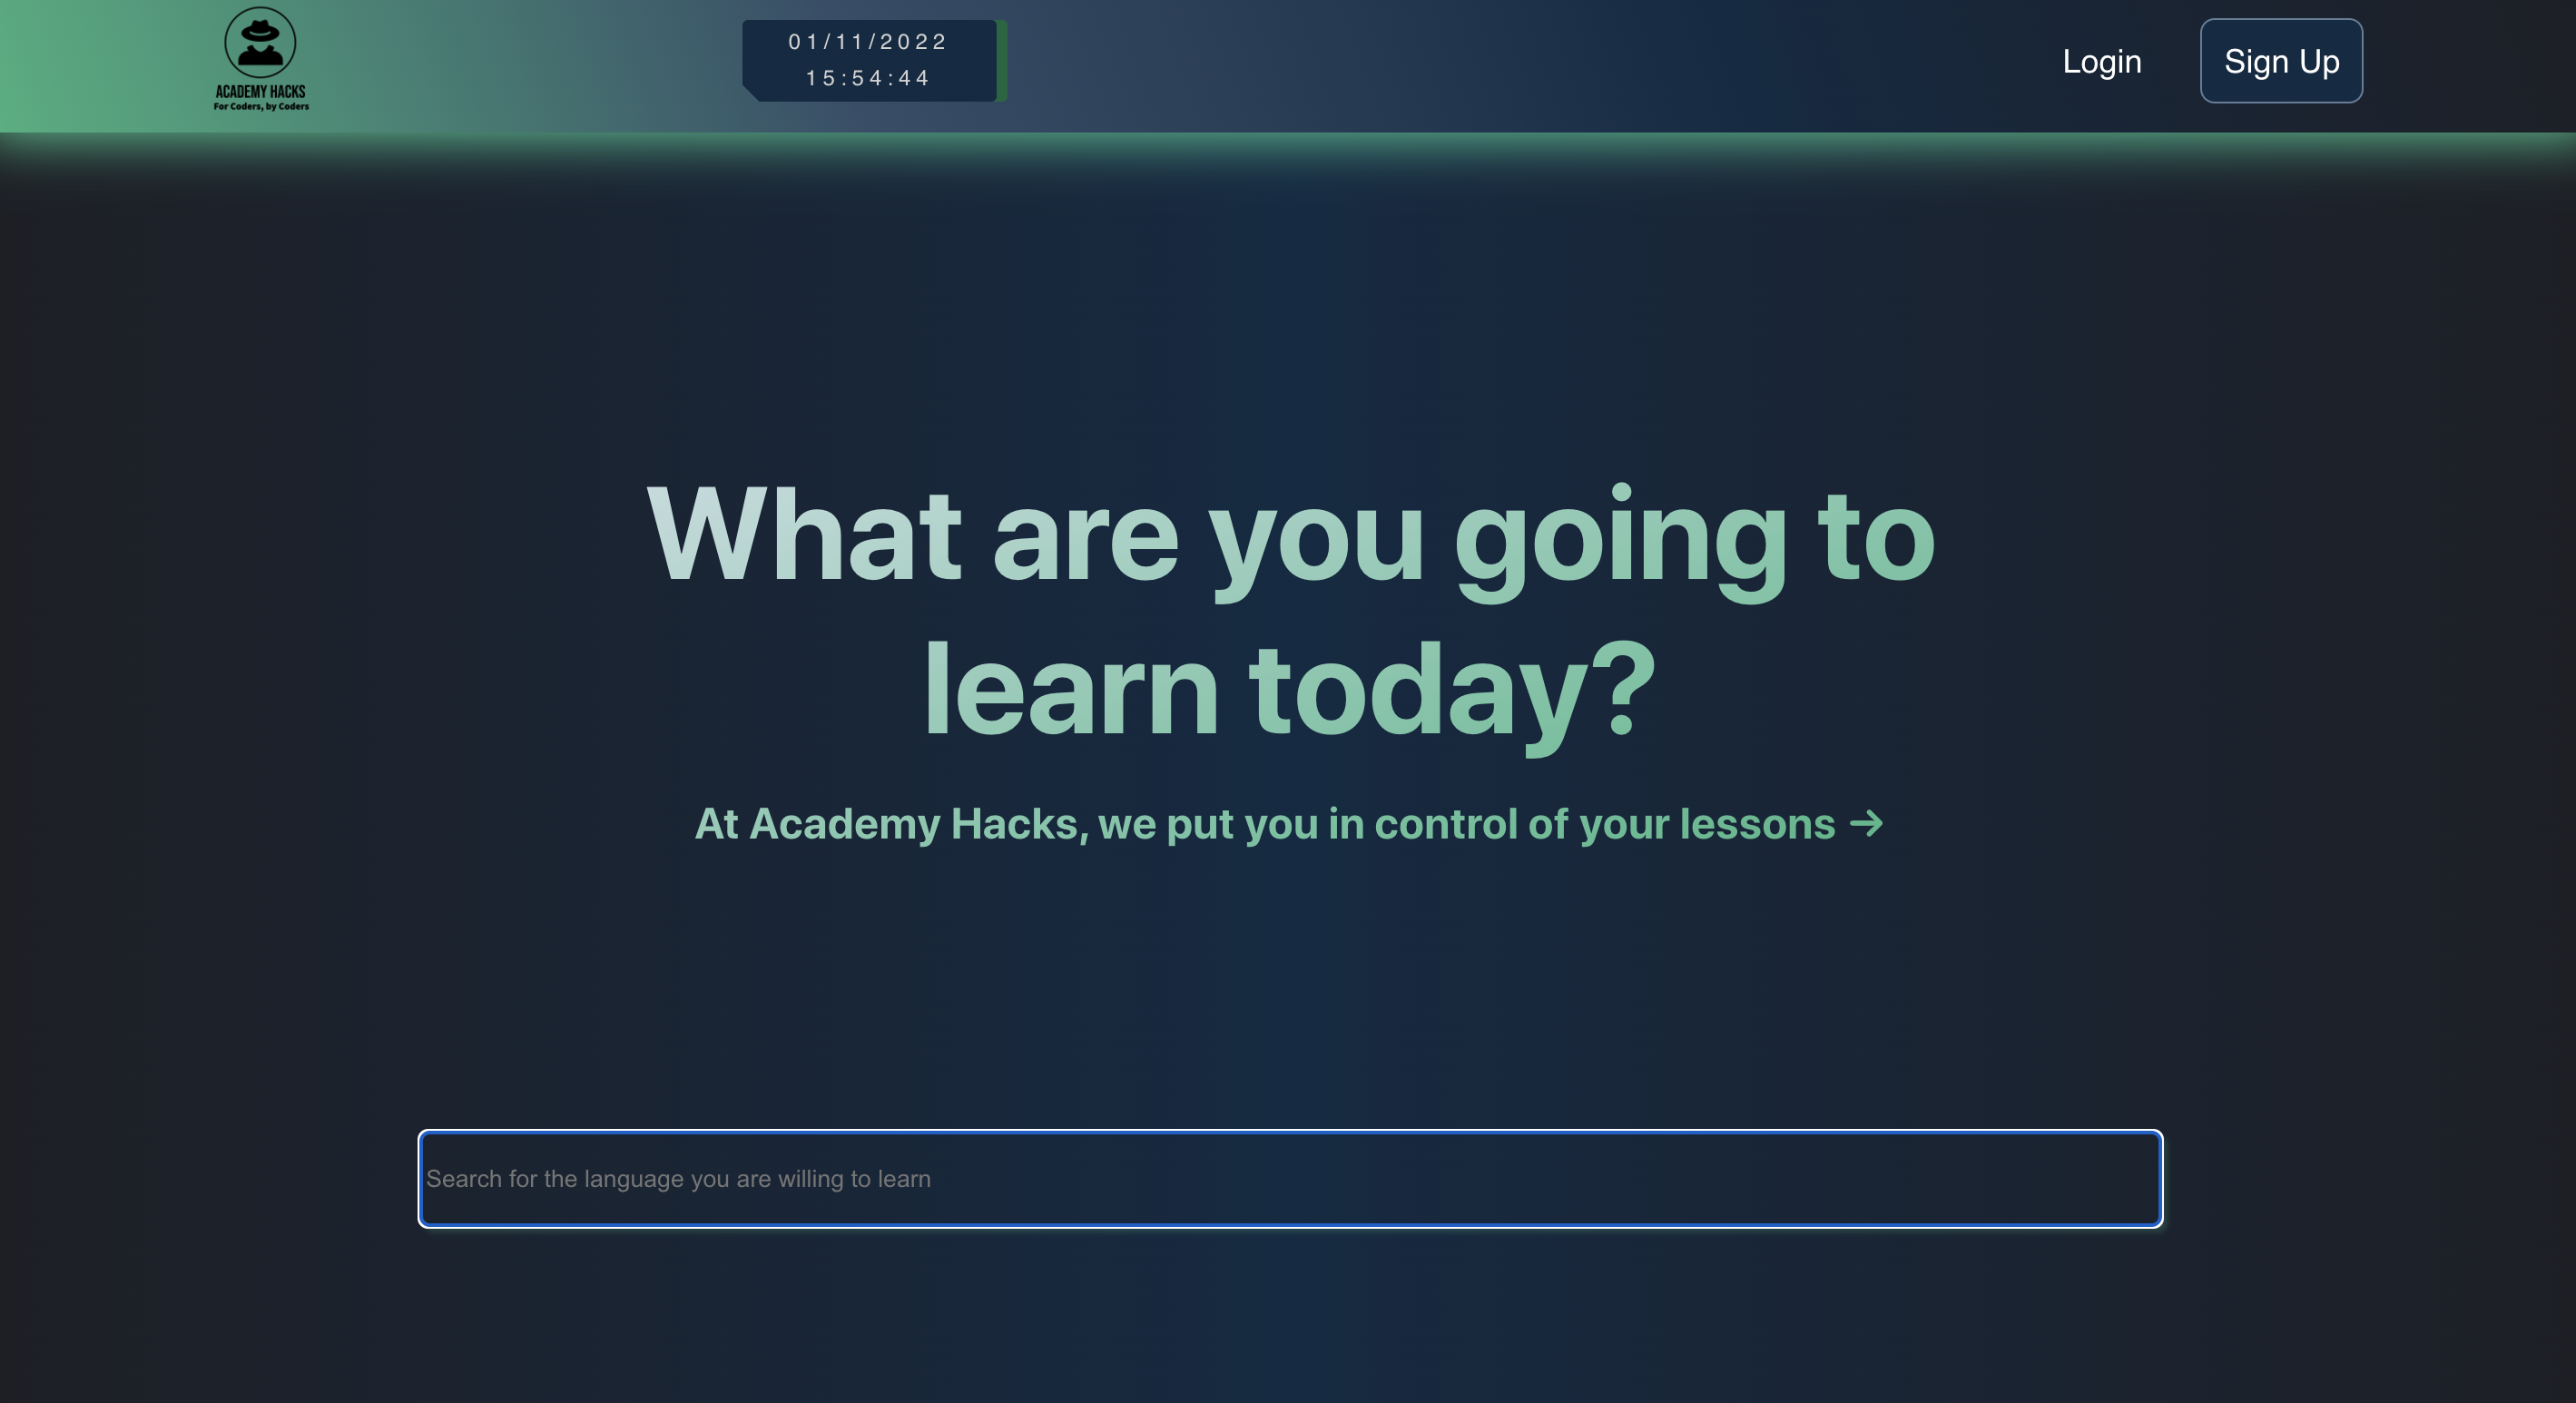 ACADEMY HACKS
For Coders, by Coders
01/11/2022
15:54:44
Login
Sign Up
What are you going to
learn today?
At Academy Hacks, we put you in control of your lessons →
Search for the language you are willing to learn